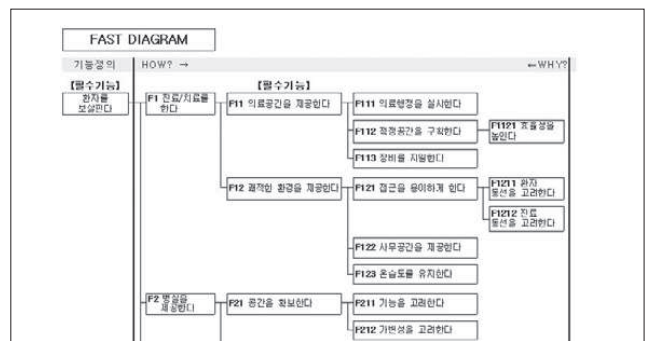 FAST DIAGRAM
기능정의 HOW? → ← WHY?
【필수기능】 【필수기능】
환자를
보살핀다
F1 진료/치료를
한다
F11 의료공간을 제공한다
F111 의료행정을 실시한다
F112 적정공간을 구획한다
F1121 효율성을
높인다
F113 장비를 지원한다
F12 쾌적한 환경을 제공한다
F121 접근을 용이하게 한다
F1211 환자
동선을 고려한다
F1212 진료
동선을 고려한다
F122 사무공간을 제공한다
F123 온습도를 유지한다
F2 병실을
제공한다
F21 공간을 확보한다
F211 기능을 고려한다
F212 가변성을 고려한다